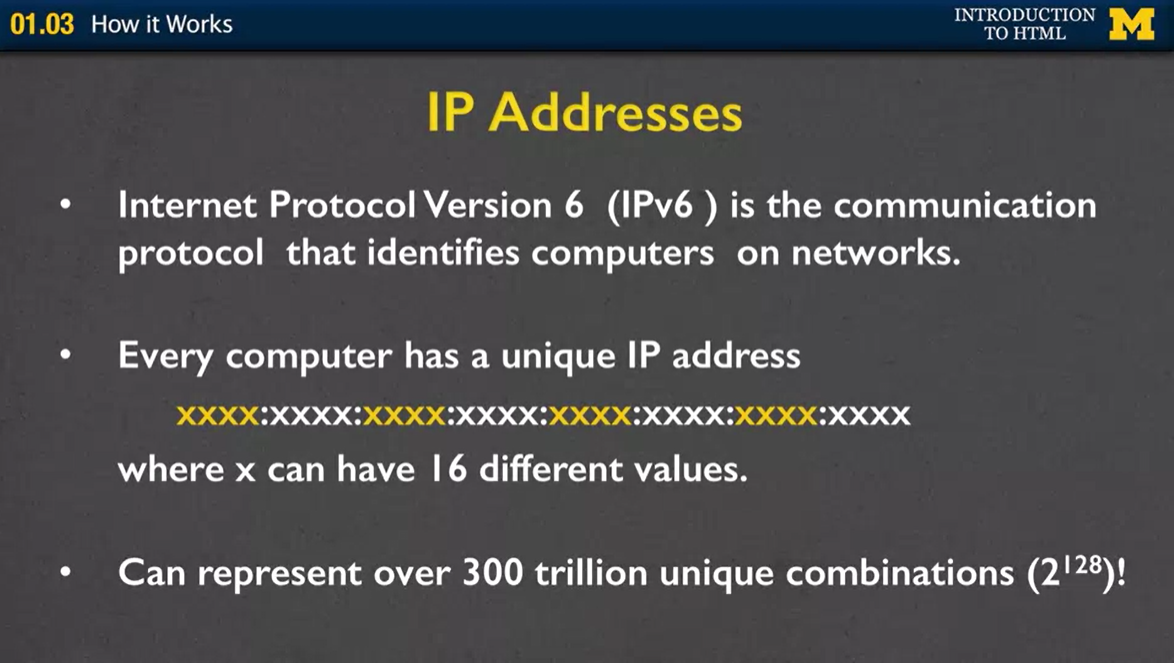 01.03 How it Works
INTRODUCTION
TO HTML
M
IP Addresses
• Internet Protocol Version 6 (IPv6 ) is the communication
protocol that identifies computers on networks.
• Every computer has a unique IP address
xxxx:xxxx:xxxx:xxxx:xxxx:xxxx:xxxx:xxxx
where x can have 16 different values.
• Can represent over 300 trillion unique combinations (2¹²⁸)!